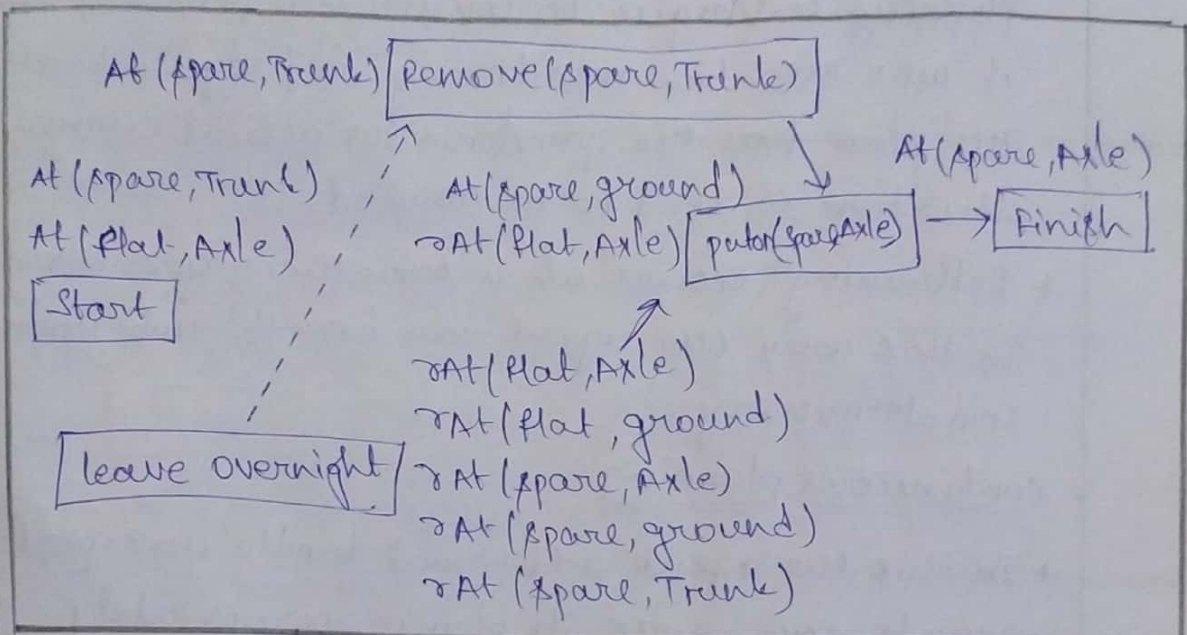 At (spare, Trunk) Remove (spare, Trunk)
At (spare, Trunk)
At (flat, Axle)
Start
At (spare, ground)
¬At (flat, Axle) puton (spare, Axle)
At (spare, Axle)
Finish
leave overnight
¬At (flat, Axle)
¬At (flat, ground)
¬At (spare, Axle)
¬At (spare, ground)
¬At (spare, Trunk)